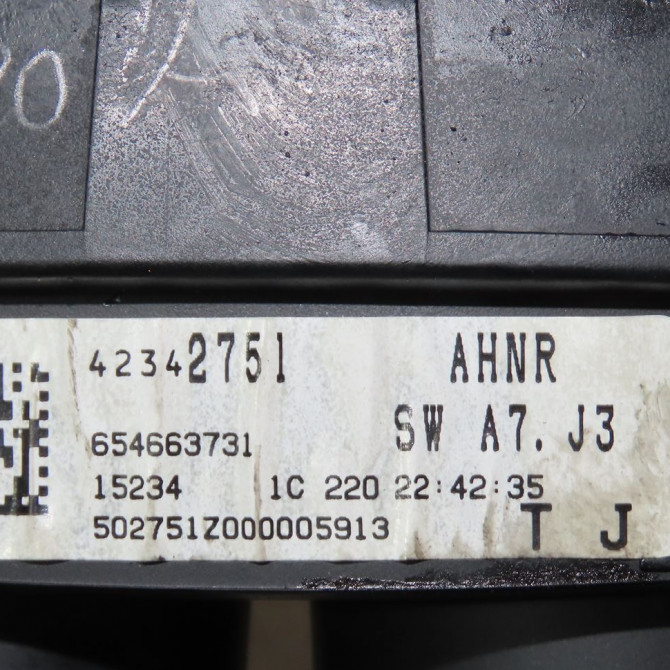 42342751 AHNR
654663731 SW A7. J3
15234 1C 220 22:42:35
502751Z000005913 T J